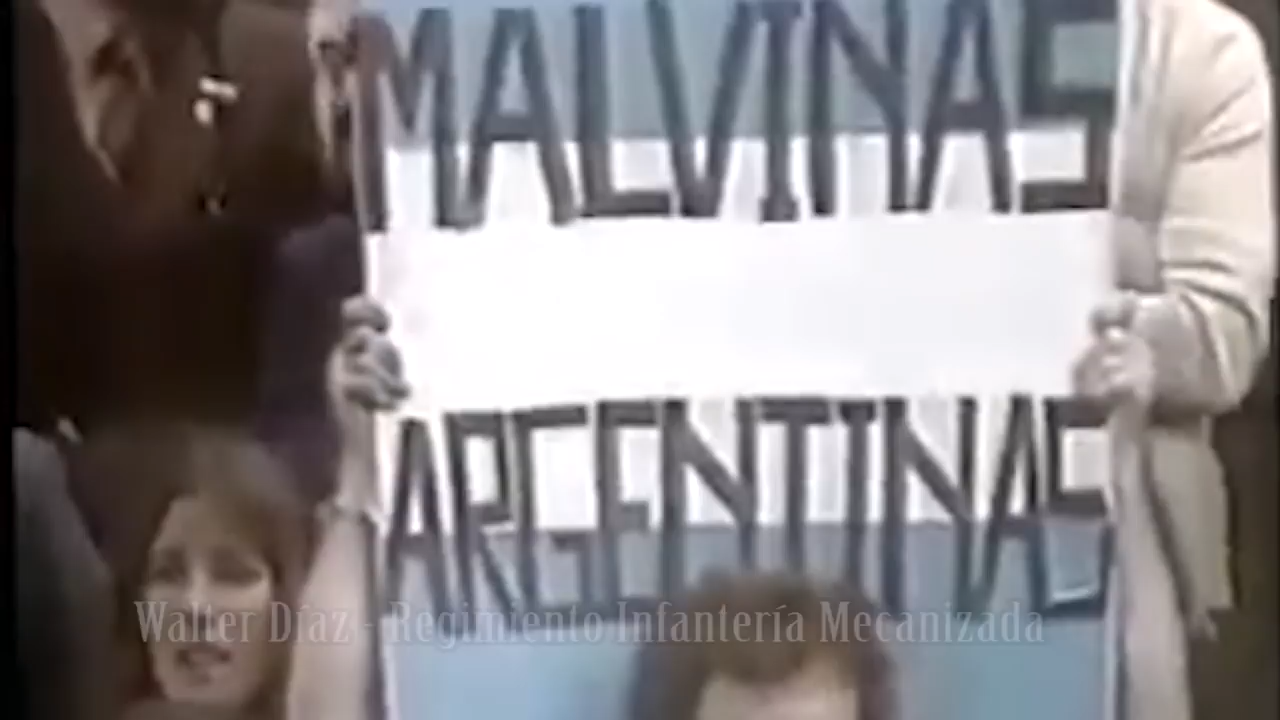 MALVINAS
ARGENTINAS
Walter Díaz - Regimiento Infantería Mecanizada